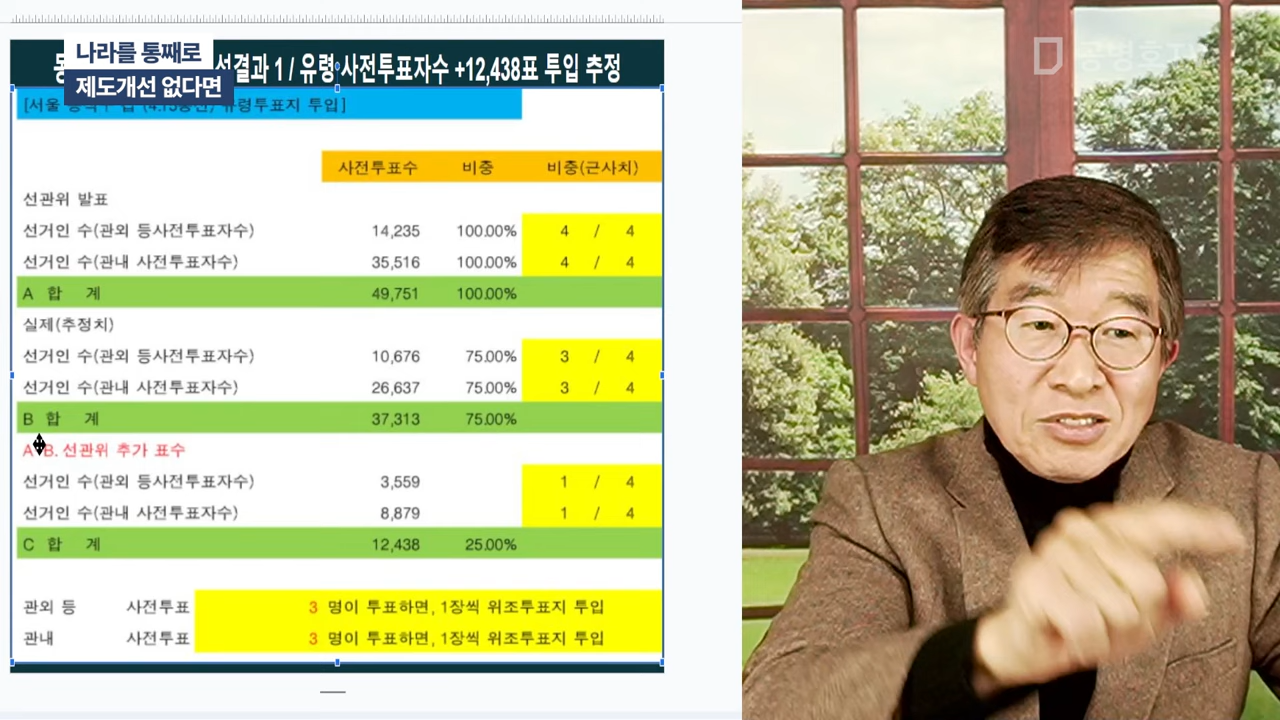 나라를 통째로
제도개선 없다면
선결과 1 / 유령 사전투표자수 +12,438표 투입 추정
[서울 유령투표지 투입]
사전투표수 비중 비중(근사치)
선관위 발표
선거인 수(관외 등사전투표자수) 14,235 100.00% 4 / 4
선거인 수(관내 사전투표자수) 35,516 100.00% 4 / 4
A 합 계 49,751 100.00%
실제(추정치)
선거인 수(관외 등사전투표자수) 10,676 75.00% 3 / 4
선거인 수(관내 사전투표자수) 26,637 75.00% 3 / 4
B 합 계 37,313 75.00%
A B. 선관위 추가 표수
선거인 수(관외 등사전투표자수) 3,559 1 / 4
선거인 수(관내 사전투표자수) 8,879 1 / 4
C 합 계 12,438 25.00%
관외 등 사전투표 3 명이 투표하면, 1장씩 위조투표지 투입
관내 사전투표 3 명이 투표하면, 1장씩 위조투표지 투입
공병호